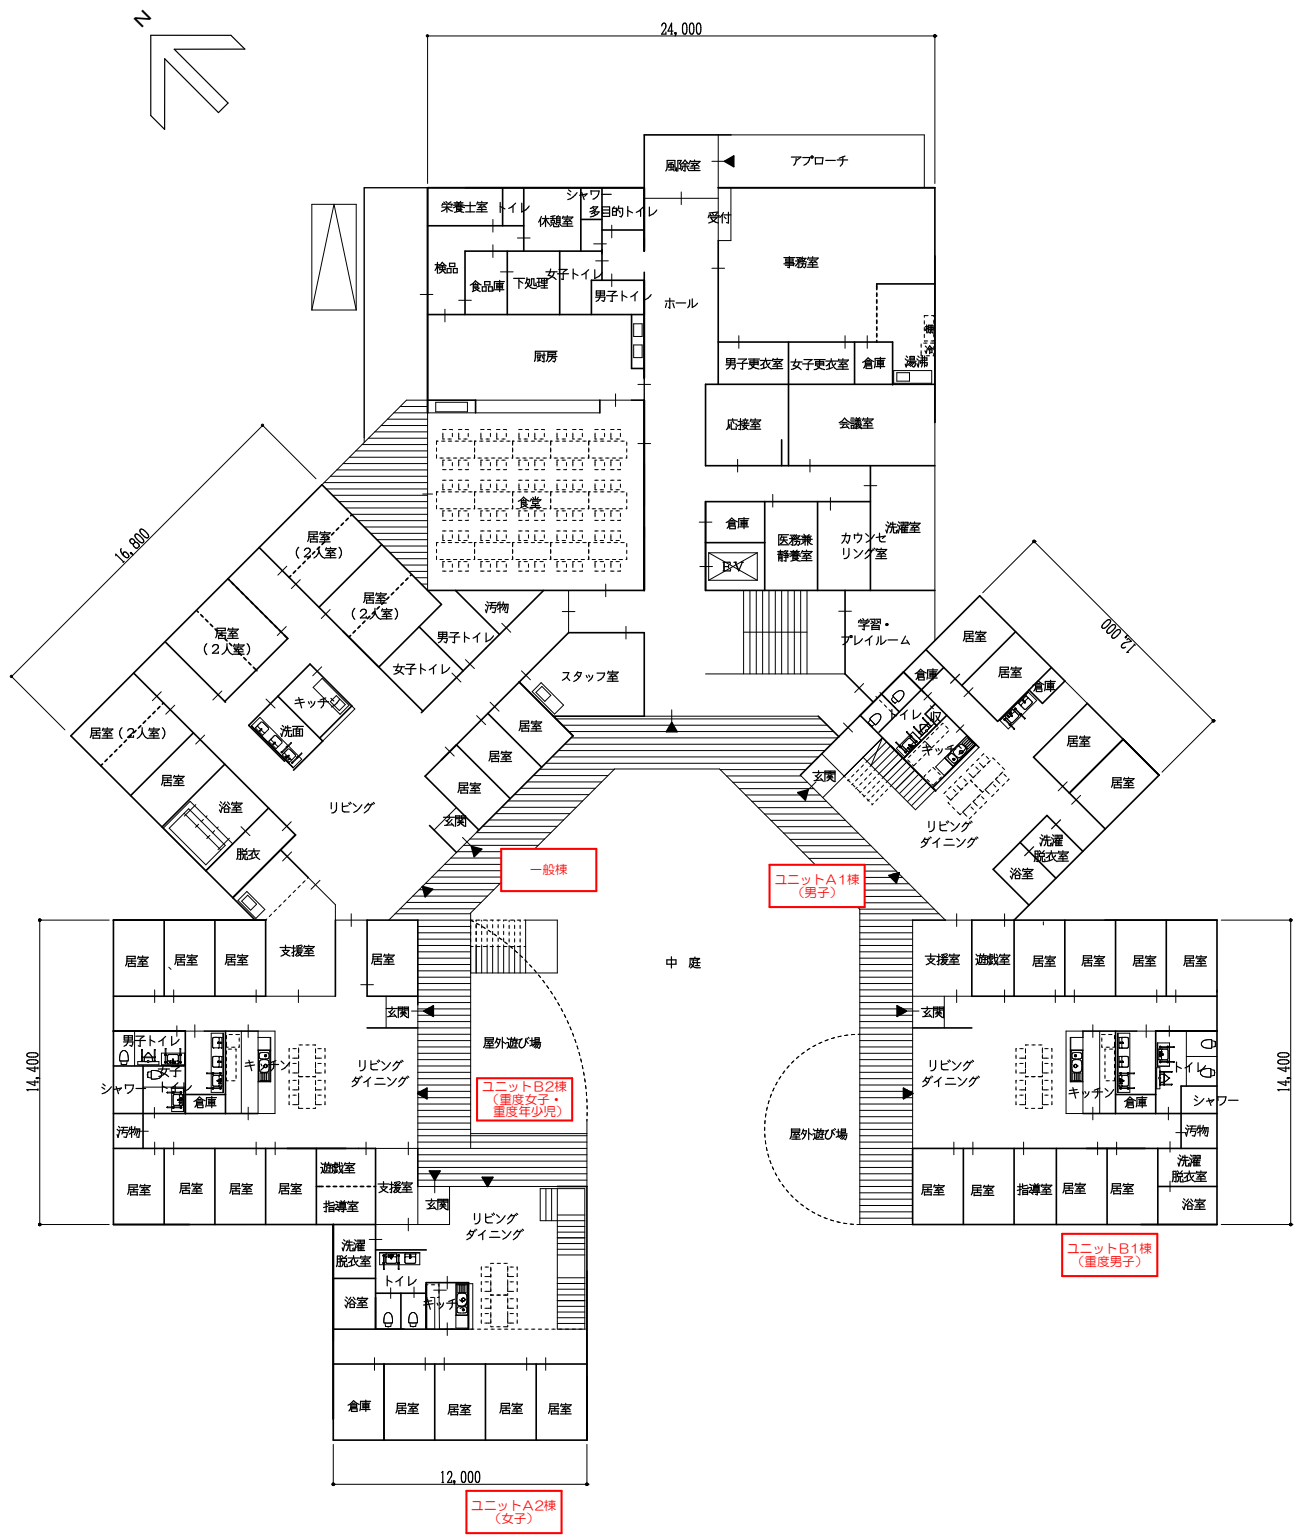 N
24,000
風除室
アプローチ
栄養士室
トイレ
シャワー
休憩室
多目的トイレ
受付
検品
食品庫
下処理
女子トイレ
男子トイレ
ホール
事務室
厨房
男子更衣室
女子更衣室
倉庫
湯沸
応接室
会議室
食堂
倉庫
医務兼
静養室
カウンセ
リング室
洗濯室
EV
16,800
居室
(2人室)
居室
(2人室)
居室
(2人室)
居室(2人室)
汚物
男子トイレ
女子トイレ
スタッフ室
学習・
プレイルーム
12,000
キッチン
洗面
居室
浴室
脱衣
リビング
居室
居室
居室
玄関
一般棟
倉庫
居室
居室
倉庫
トイレ
キッチン
居室
居室
玄関
リビング
ダイニング
洗濯
脱衣室
浴室
ユニットA1棟
(男子)
14,400
居室
居室
居室
支援室
居室
玄関
男子トイレ
女子
トイレ
シャワー
倉庫
キッチン
リビング
ダイニング
汚物
居室
居室
居室
居室
遊戯室
指導室
支援室
中 庭
屋外遊び場
ユニットB2棟
(重度女子・
重度年少児)
屋外遊び場
支援室
遊戯室
居室
居室
居室
居室
玄関
リビング
ダイニング
キッチン
倉庫
トイレ
シャワー
汚物
14,400
居室
居室
指導室
居室
居室
洗濯
脱衣室
浴室
ユニットB1棟
(重度男子)
玄関
リビング
ダイニング
洗濯
脱衣室
トイレ
浴室
キッチン
倉庫
居室
居室
居室
居室
12,000
ユニットA2棟
(女子)